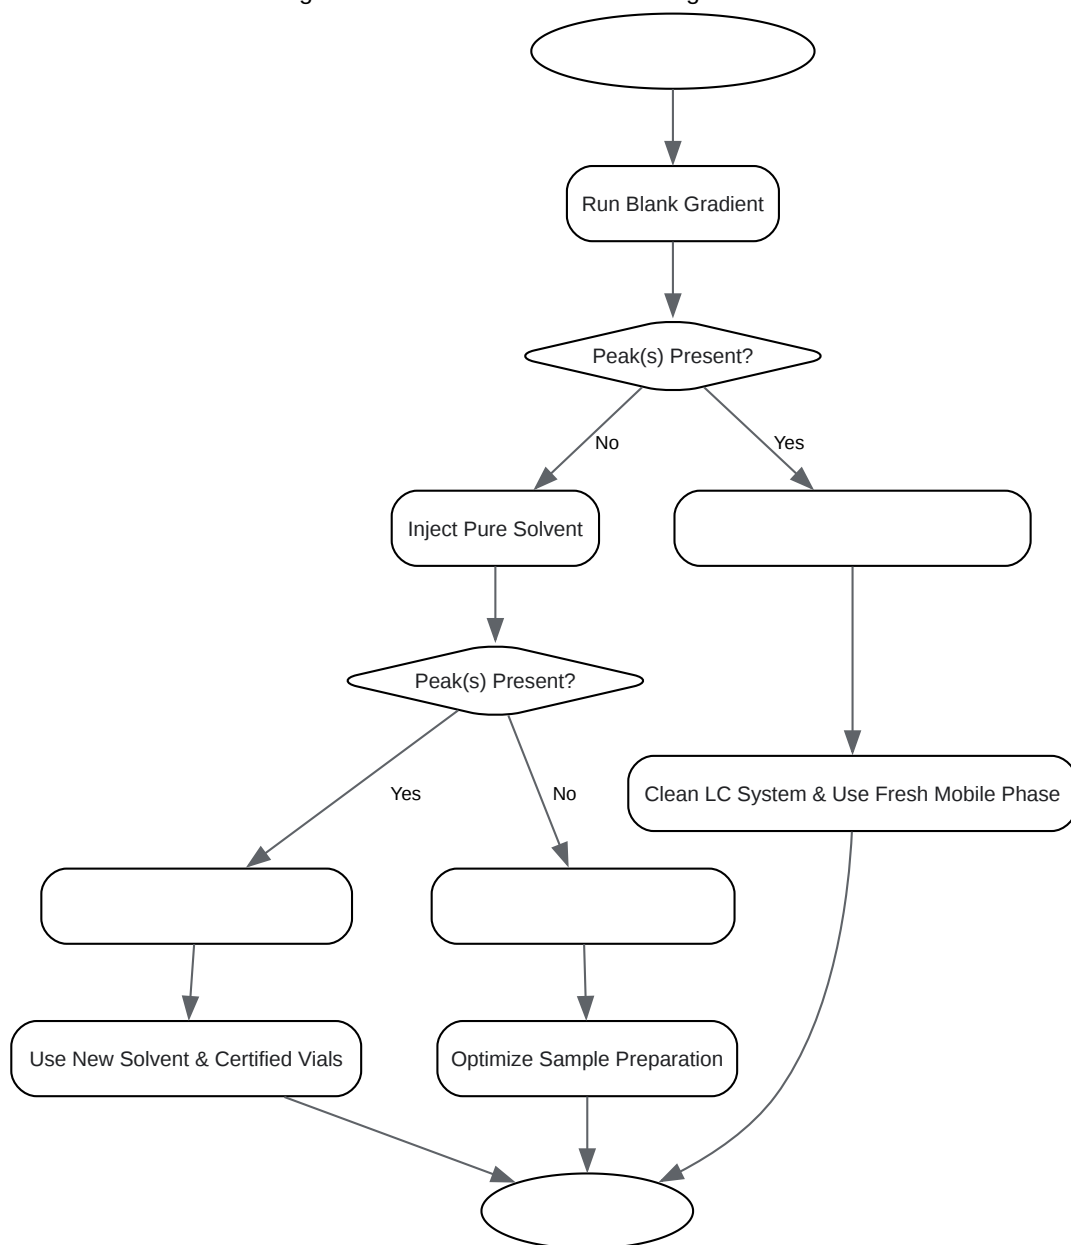 Run Blank Gradient
Peak(s) Present?
No
Yes
Inject Pure Solvent
Peak(s) Present?
Yes
No
Clean LC System & Use Fresh Mobile Phase
Use New Solvent & Certified Vials
Optimize Sample Preparation